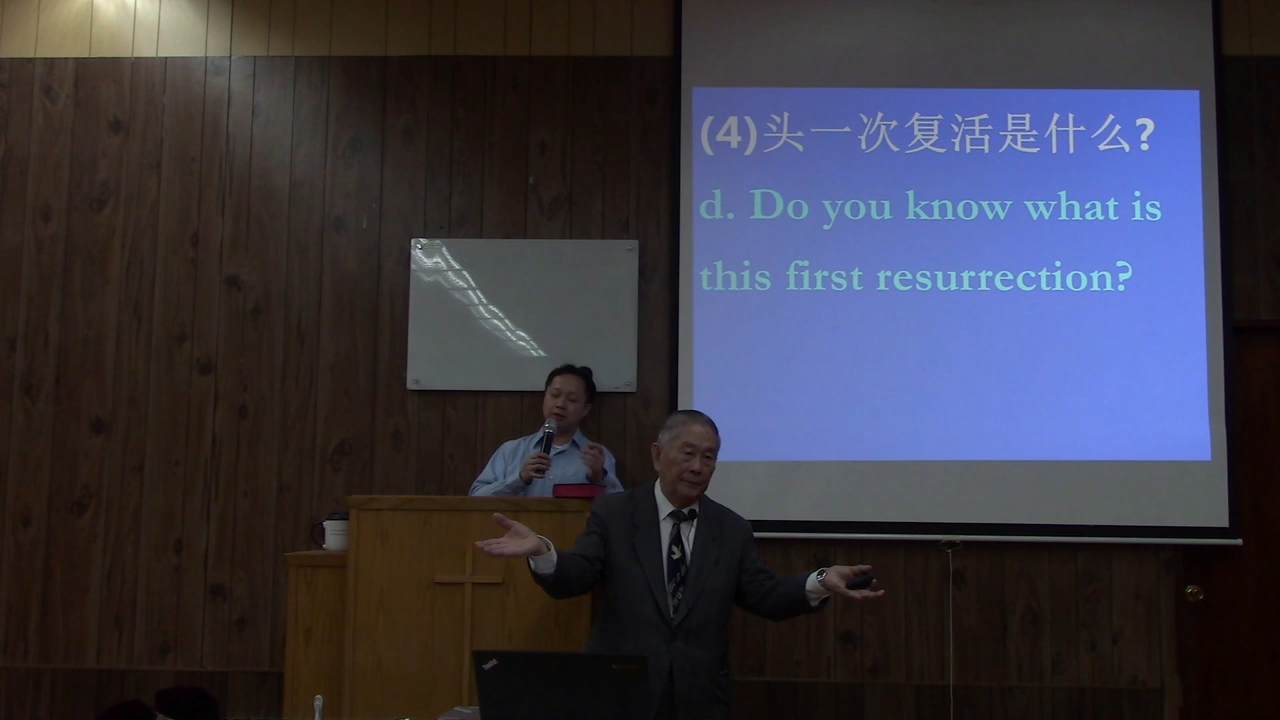 (4)头一次复活是什么?
d. Do you know what is
this first resurrection?